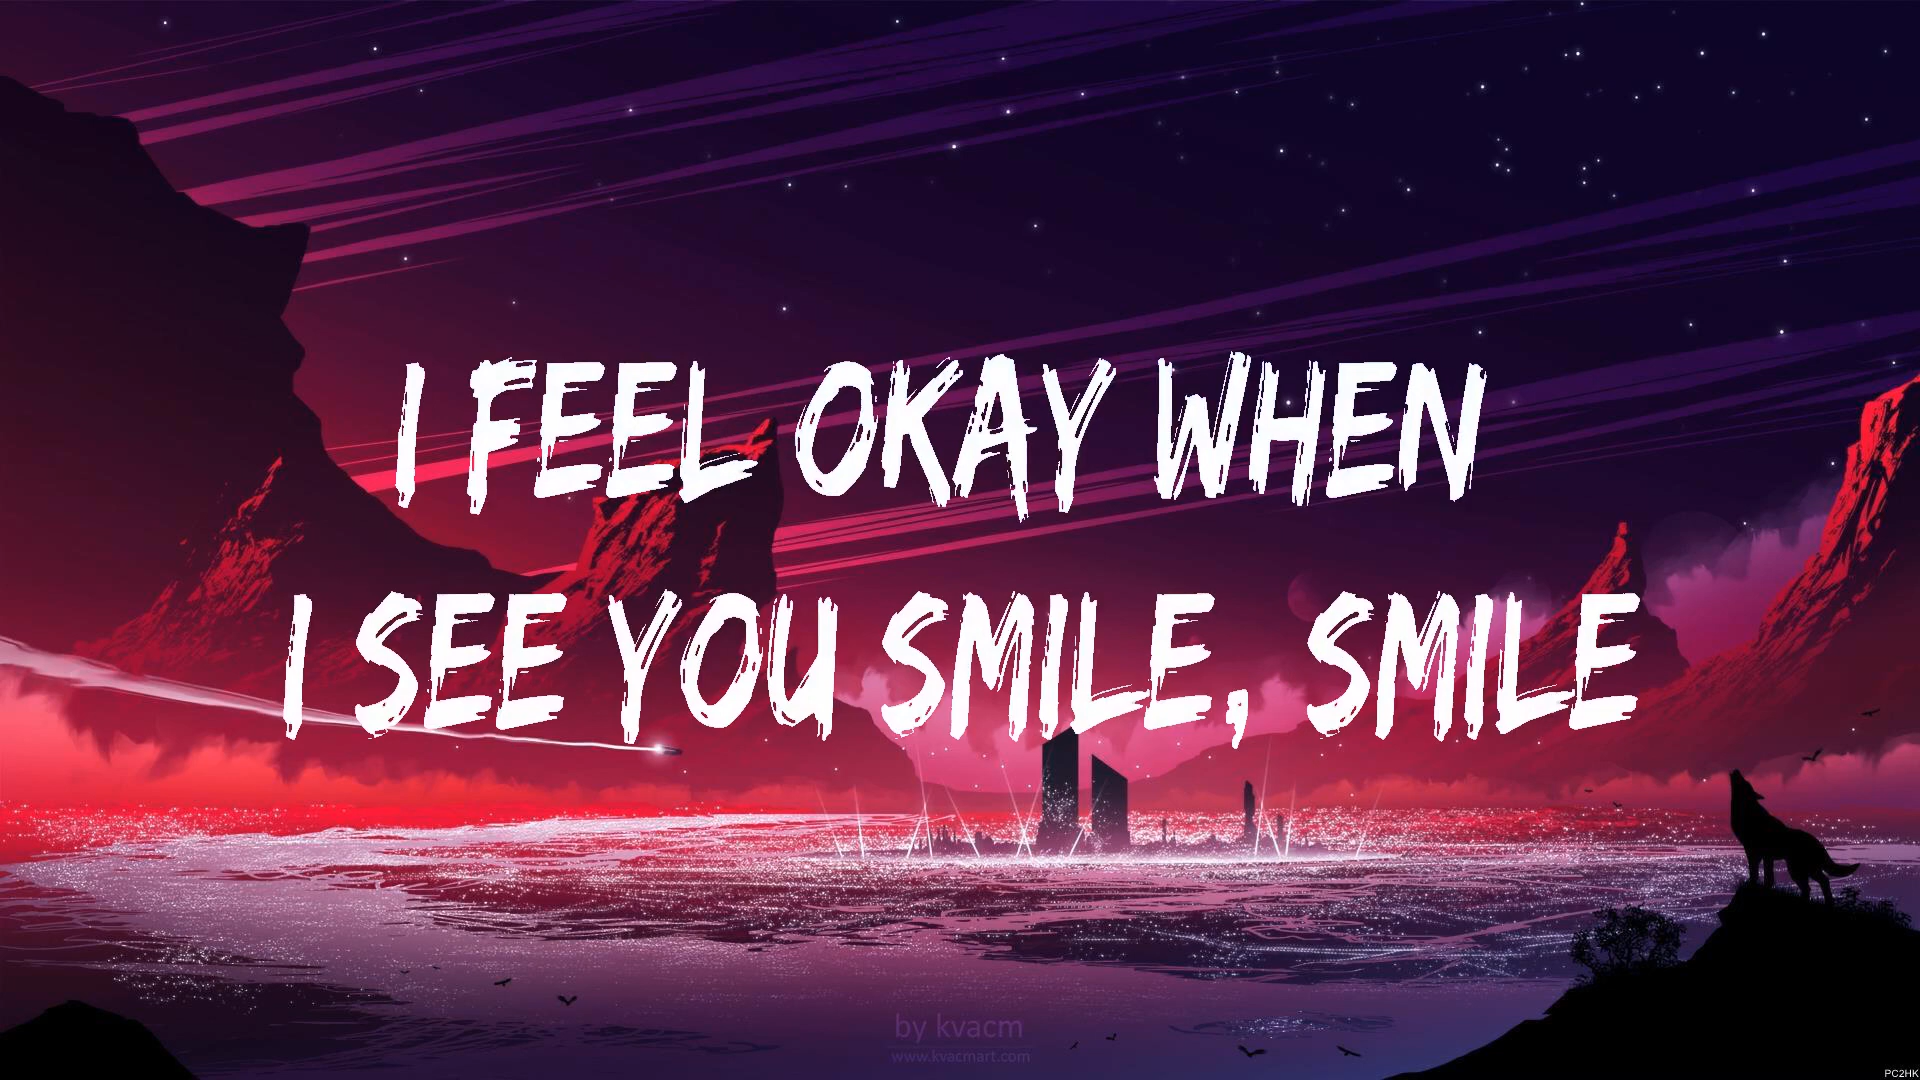 I FEEL OKAY WHEN
I SEE YOU SMILE, SMILE
by kvacm
www.kvacmart.com
PC2HK